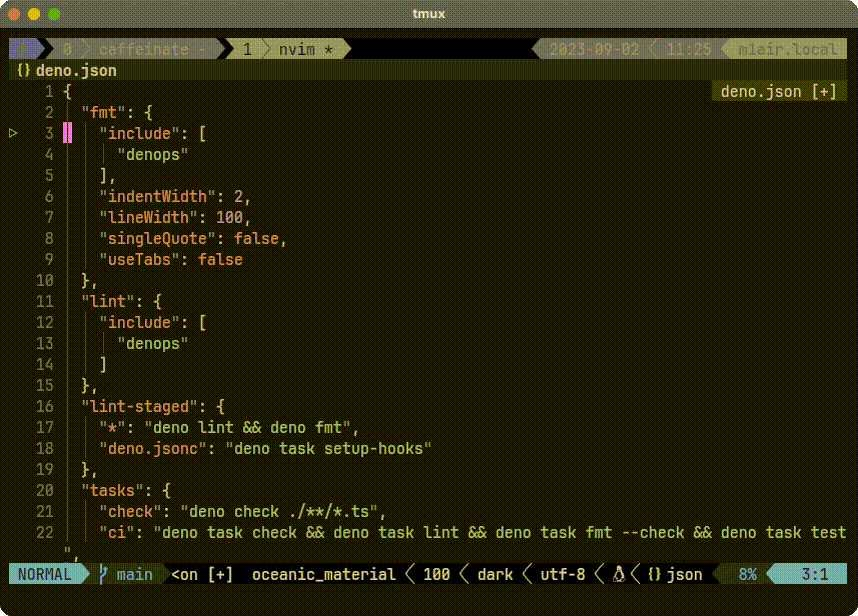 tmux
0 caffeinate - 1 nvim * 2023-09-02 11:25 m1air.local
{} deno.json
deno.json [+]
1 {
2 "fmt": {
3 "include": [
4 "denops"
5 ],
6 "indentWidth": 2,
7 "lineWidth": 100,
8 "singleQuote": false,
9 "useTabs": false
10 },
11 "lint": {
12 "include": [
13 "denops"
14 ]
15 },
16 "lint-staged": {
17 "*": "deno lint && deno fmt",
18 "deno.jsonc": "deno task setup-hooks"
19 },
20 "tasks": {
21 "check": "deno check ./**/*.ts",
22 "ci": "deno task check && deno task lint && deno task fmt --check && deno task test
",
NORMAL main <on [+] oceanic_material 100 dark utf-8 {} json 8% 3:1